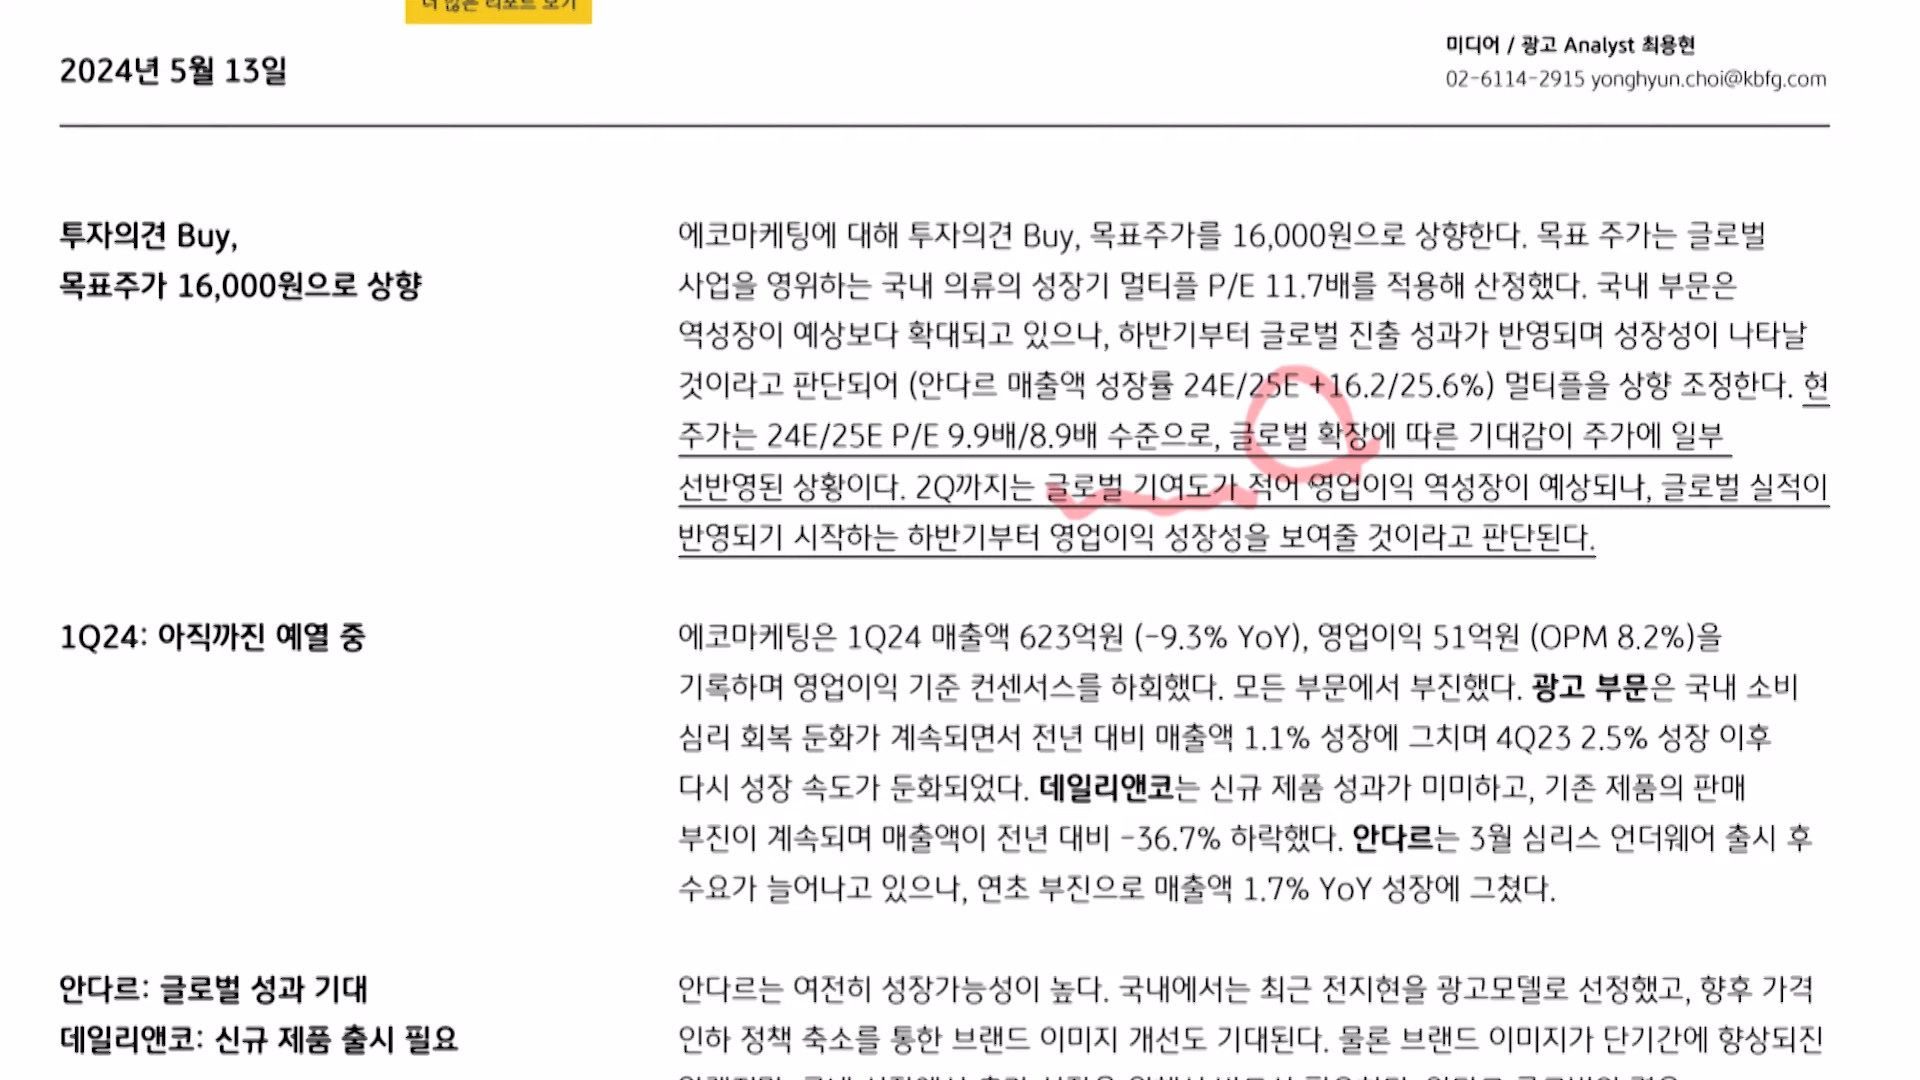 더 많은 리포트 보기
2024년 5월 13일
미디어 / 광고 Analyst 최용현
02-6114-2915 yonghyun.choi@kbfg.com
투자의견 Buy,
목표주가 16,000원으로 상향
에코마케팅에 대해 투자의견 Buy, 목표주가를 16,000원으로 상향한다. 목표 주가는 글로벌
사업을 영위하는 국내 의류의 성장기 멀티플 P/E 11.7배를 적용해 산정했다. 국내 부문은
역성장이 예상보다 확대되고 있으나, 하반기부터 글로벌 진출 성과가 반영되며 성장성이 나타날
것이라고 판단되어 (안다르 매출액 성장률 24E/25E +16.2/25.6%) 멀티플을 상향 조정한다. 현
주가는 24E/25E P/E 9.9배/8.9배 수준으로, 글로벌 확장에 따른 기대감이 주가에 일부
선반영된 상황이다. 2Q까지는 글로벌 기여도가 적어 영업이익 역성장이 예상되나, 글로벌 실적이
반영되기 시작하는 하반기부터 영업이익 성장성을 보여줄 것이라고 판단된다.
1Q24: 아직까진 예열 중
에코마케팅은 1Q24 매출액 623억원 (-9.3% YoY), 영업이익 51억원 (OPM 8.2%)을
기록하며 영업이익 기준 컨센서스를 하회했다. 모든 부문에서 부진했다. 광고 부문은 국내 소비
심리 회복 둔화가 계속되면서 전년 대비 매출액 1.1% 성장에 그치며 4Q23 2.5% 성장 이후
다시 성장 속도가 둔화되었다. 데일리앤코는 신규 제품 성과가 미미하고, 기존 제품의 판매
부진이 계속되며 매출액이 전년 대비 -36.7% 하락했다. 안다르는 3월 심리스 언더웨어 출시 후
수요가 늘어나고 있으나, 연초 부진으로 매출액 1.7% YoY 성장에 그쳤다.
안다르: 글로벌 성과 기대
데일리앤코: 신규 제품 출시 필요
안다르는 여전히 성장가능성이 높다. 국내에서는 최근 전지현을 광고모델로 선정했고, 향후 가격
인하 정책 축소를 통한 브랜드 이미지 개선도 기대된다. 물론 브랜드 이미지가 단기간에 향상되진